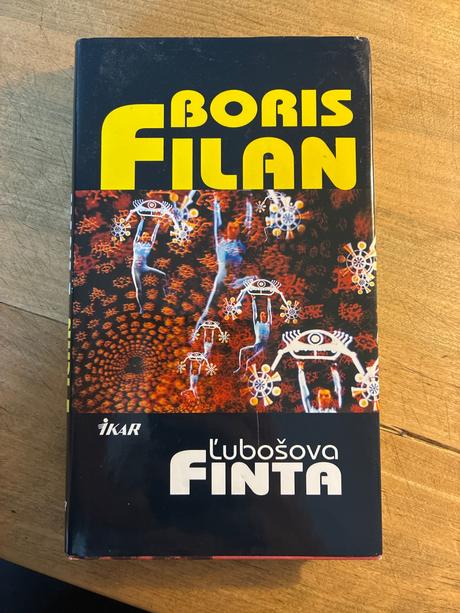 BORIS
FILAN
iKAR
Ľubošova
FINTA